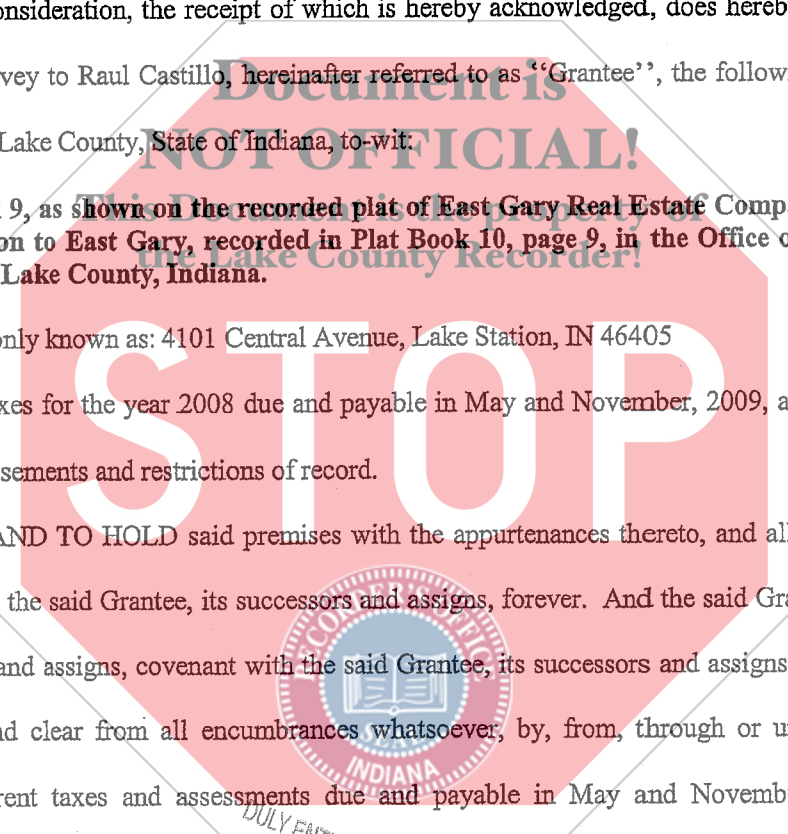 onsideration, the receipt of which is hereby acknowledged, does hereb
vey to Raul Castillo, hereinafter referred to as “Grantee”, the follow
Document is
Lake County, State of Indiana, to-wit:
NOT OFFICIAL!
9, as shown on the recorded plat of East Gary Real Estate Comp
This Document is the property of
on to East Gary, recorded in Plat Book 10, page 9, in the Office o
the Lake County Recorder!
Lake County, Indiana.
only known as: 4101 Central Avenue, Lake Station, IN 46405
STOP
xes for the year 2008 due and payable in May and November, 2009, a
sements and restrictions of record.
AND TO HOLD said premises with the appurtenances thereto, and al
the said Grantee, its successors and assigns, forever. And the said Gra
RECORDER'S OFFICE
and assigns, covenant with the said Grantee, its successors and assigns
nd clear from all encumbrances whatsoever, by, from, through or u
SEAL
INDIANA
rent taxes and assessments due and payable in May and Novemb
DULY ENT